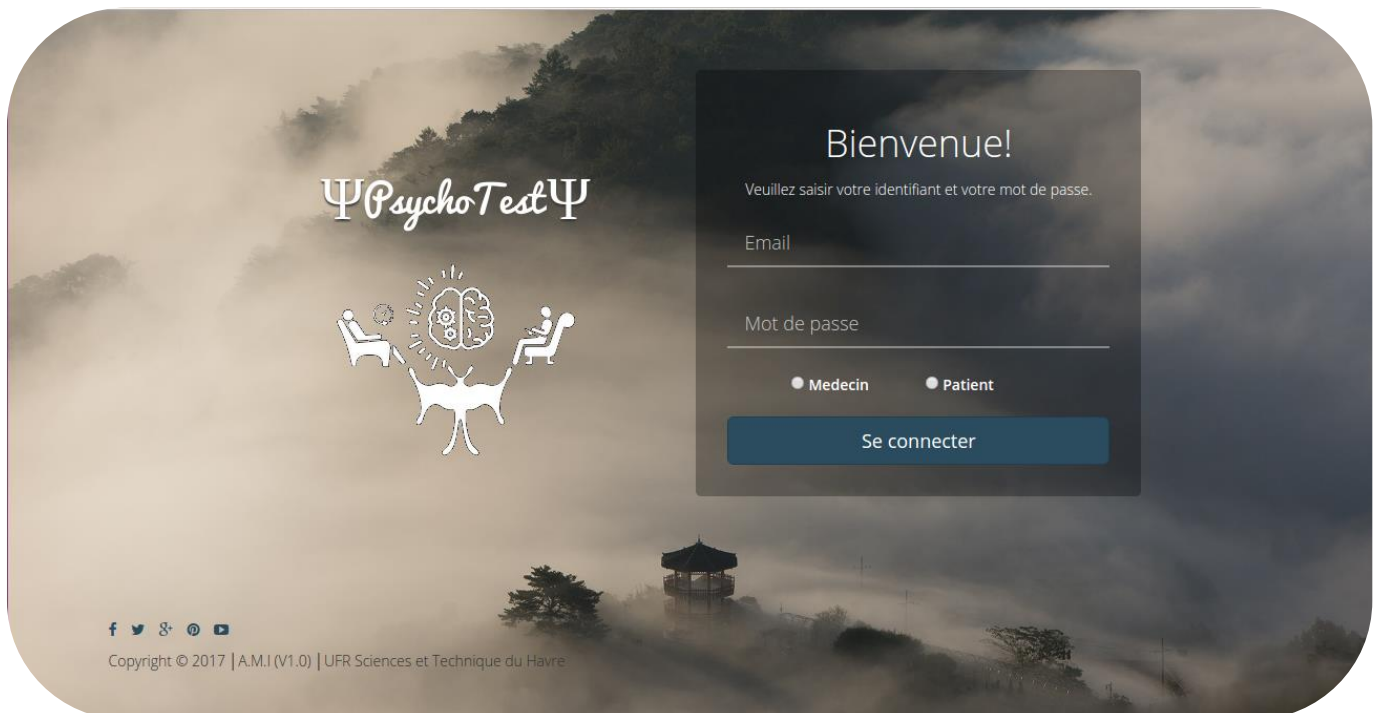 ΨPsychoTestΨ
Bienvenue!
Veuillez saisir votre identifiant et votre mot de passe.
Email
Mot de passe
Medecin
Patient
Se connecter
Copyright © 2017 | A.M.I (V1.0) | UFR Sciences et Technique du Havre